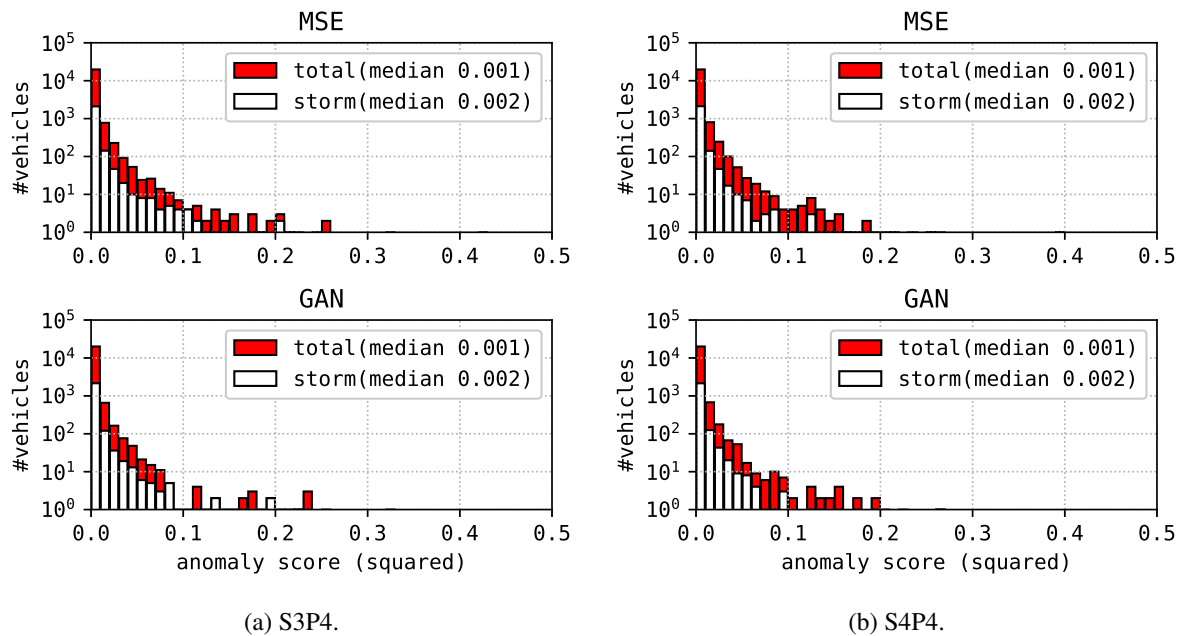 MSE
10^5
10^4
10^3
10^2
10^1
10^0
#vehicles
total(median 0.001)
storm(median 0.002)
0.0 0.1 0.2 0.3 0.4 0.5
GAN
10^5
10^4
10^3
10^2
10^1
10^0
#vehicles
total(median 0.001)
storm(median 0.002)
0.0 0.1 0.2 0.3 0.4 0.5
anomaly score (squared)
(a) S3P4.
MSE
10^5
10^4
10^3
10^2
10^1
10^0
#vehicles
total(median 0.001)
storm(median 0.002)
0.0 0.1 0.2 0.3 0.4 0.5
GAN
10^5
10^4
10^3
10^2
10^1
10^0
#vehicles
total(median 0.001)
storm(median 0.002)
0.0 0.1 0.2 0.3 0.4 0.5
anomaly score (squared)
(b) S4P4.